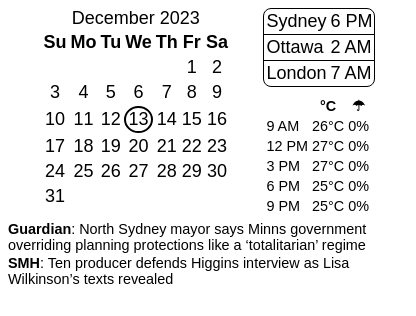 December 2023
Su Mo Tu We Th Fr Sa
1 2
3 4 5 6 7 8 9
10 11 12 13 14 15 16
17 18 19 20 21 22 23
24 25 26 27 28 29 30
31
Sydney 6 PM
Ottawa 2 AM
London 7 AM
°C ☂
9 AM 26°C 0%
12 PM 27°C 0%
3 PM 27°C 0%
6 PM 25°C 0%
9 PM 25°C 0%
Guardian: North Sydney mayor says Minns government
overriding planning protections like a ‘totalitarian’ regime
SMH: Ten producer defends Higgins interview as Lisa
Wilkinson’s texts revealed